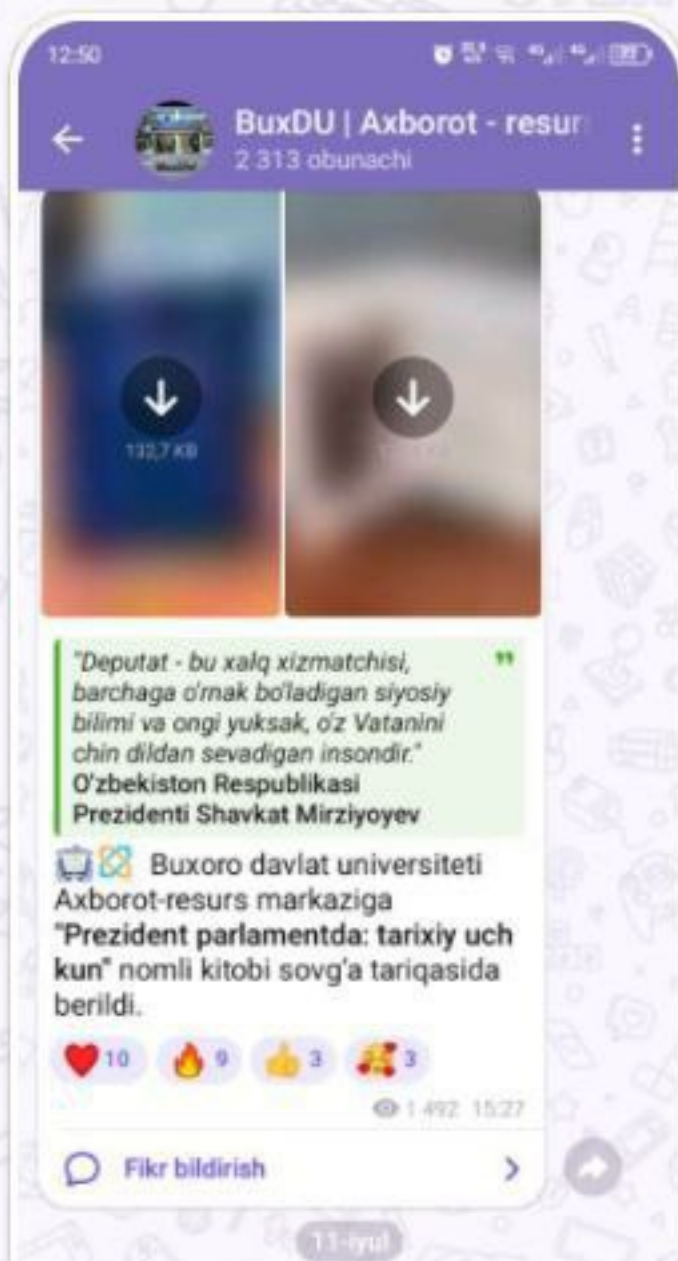 12:50
BuxDU | Axborot - resur
2 313 obunachi
132,7 KB
"Deputat - bu xalq xizmatchisi,
barchaga o'rnak bo'ladigan siyosiy
bilimi va ongi yuksak, o'z Vatanini
chin dildan sevadigan insondir."
O'zbekiston Respublikasi
Prezidenti Shavkat Mirziyoyev
Buxoro davlat universiteti
Axborot-resurs markaziga
"Prezident parlamentda: tarixiy uch
kun" nomli kitobi sovg'a tariqasida
berildi.
10 9 3 3
1 492 15:27
Fikr bildirish
11-iyul